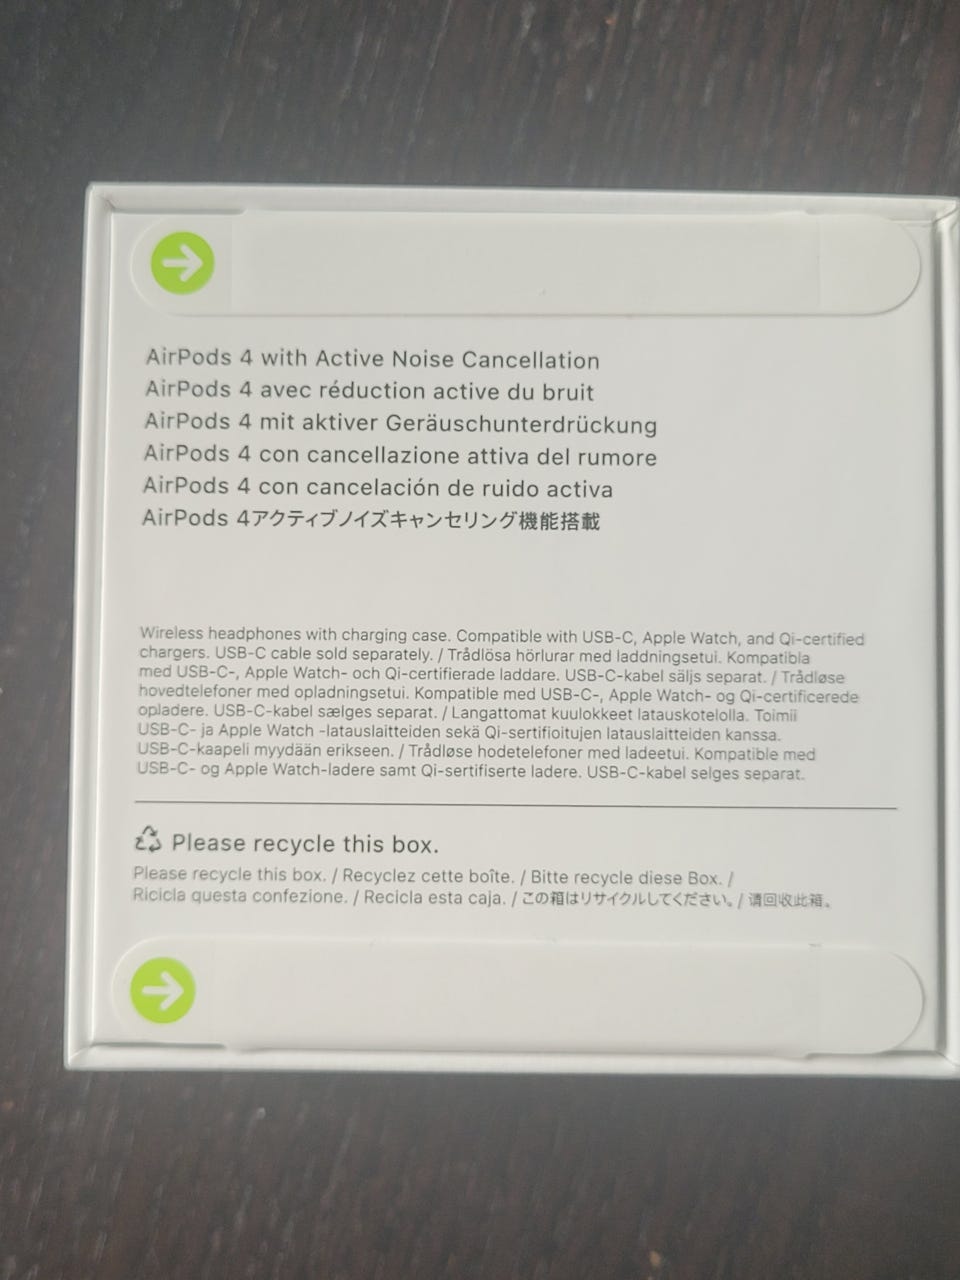 AirPods 4 with Active Noise Cancellation
AirPods 4 avec réduction active du bruit
AirPods 4 mit aktiver Geräuschunterdrückung
AirPods 4 con cancellazione attiva del rumore
AirPods 4 con cancelación de ruido activa
AirPods 4アクティブノイズキャンセリング機能搭載
Wireless headphones with charging case. Compatible with USB-C, Apple Watch, and Qi-certified
chargers. USB-C cable sold separately. / Trådlösa hörlurar med laddningsetui. Kompatibla
med USB-C-, Apple Watch- och Qi-certifierade laddare. USB-C-kabel säljs separat. / Trådløse
hovedtelefoner med opladningsetui. Kompatible med USB-C-, Apple Watch- og Qi-certificerede
opladere. USB-C-kabel sælges separat. / Langattomat kuulokkeet latauskotelolla. Toimii
USB-C- ja Apple Watch -latauslaitteiden sekä Qi-sertifioitujen latauslaitteiden kanssa.
USB-C-kaapeli myydään erikseen. / Trådløse hodetelefoner med ladeetui. Kompatible med
USB-C- og Apple Watch-ladere samt Qi-sertifiserte ladere. USB-C-kabel selges separat.
Please recycle this box.
Please recycle this box. / Recyclez cette boîte. / Bitte recycle diese Box. /
Ricicla questa confezione. / Recicla esta caja. / この箱はリサイクルしてください。/ 请回收此箱。